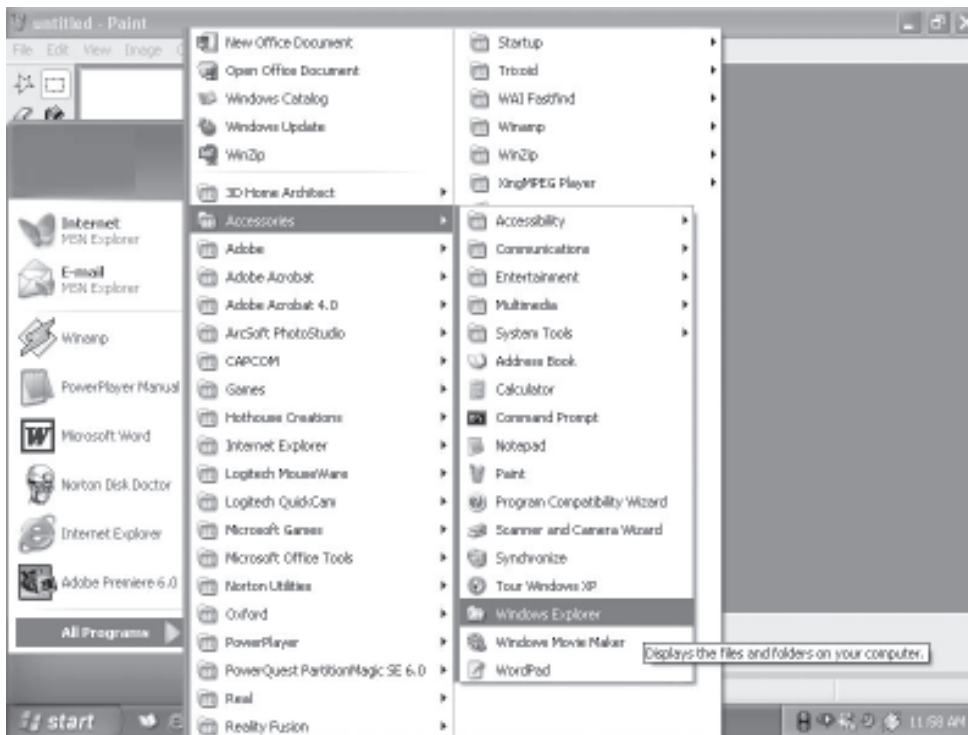 untitled - Paint
File Edit View Image
Internet
MSN Explorer
E-mail
MSN Explorer
Winamp
PowerPlayer Manual
Microsoft Word
Norton Disk Doctor
Internet Explorer
Adobe Premiere 6.0
All Programs
start
New Office Document
Open Office Document
Windows Catalog
Windows Update
WinZip
3D Home Architect
Accessories
Adobe
Adobe Acrobat
Adobe Acrobat 4.0
ArcSoft PhotoStudio
CAPCOM
Games
Hothouse Creations
Internet Explorer
Logitech MouseWare
Logitech QuickCam
Microsoft Games
Microsoft Office Tools
Norton Utilities
Oxford
PowerPlayer
PowerQuest PartitionMagic SE 6.0
Real
Reality Fusion
Startup
WAI Fastfind
Winamp
WinZip
XingMPEG Player
Accessibility
Communications
Entertainment
Multimedia
System Tools
Address Book
Calculator
Command Prompt
Notepad
Paint
Program Compatibility Wizard
Scanner and Camera Wizard
Synchronize
Tour Windows XP
Windows Explorer
Windows Movie Maker
WordPad
Displays the files and folders on your computer.
11:58 AM